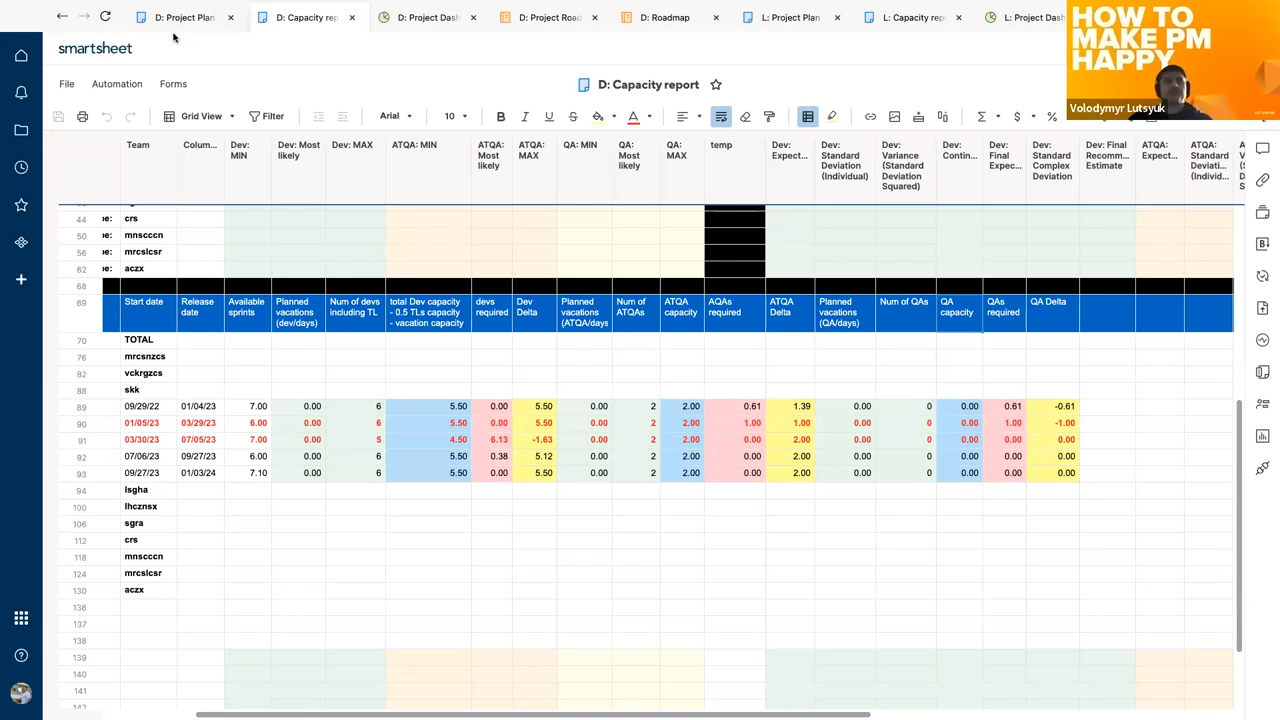 D: Project Plan
D: Capacity rep
D: Project Dash
D: Project Road
D: Roadmap
L: Project Plan
L: Capacity repo
L: Project Dash
HOW TO
MAKE PM
HAPPY
Volodymyr Lutsyuk
smartsheet
File Automation Forms
D: Capacity report
Grid View Filter Arial 10 B I U S A Σ $ %
Team
Colum...
Dev: MIN
Dev: Most likely
Dev: MAX
ATQA: MIN
ATQA: Most likely
ATQA: MAX
QA: MIN
QA: Most likely
QA: MAX
temp
Dev: Expect...
Dev: Standard Deviation (Individual)
Dev: Variance (Standard Deviation Squared)
Dev: Contin...
Dev: Final Expec...
Dev: Standard Complex Deviation
Dev: Final Recomm... Estimate
ATQA: Expect...
ATQA: Standard Deviati... (Individ...
44 pe: crs
50 pe: mnscccn
56 pe: mrcslcsr
62 pe: aczx
68
69 Start date
Release date
Available sprints
Planned vacations (dev/days)
Num of devs including TL
total Dev capacity - 0.5 TLs capacity - vacation capacity
devs required
Dev Delta
Planned vacations (ATQA/days
Num of ATQAs
ATQA capacity
AQAs required
ATQA Delta
Planned vacations (QA/days)
Num of QAs
QA capacity
QAs required
QA Delta
70 TOTAL
76 mrcsnzcs
82 vckrgzcs
88 skk
89 09/29/22 01/04/23 7.00 0.00 6 5.50 0.00 5.50 0.00 2 2.00 0.61 1.39 0.00 0 0.00 0.61 -0.61
90 01/05/23 03/29/23 6.00 0.00 6 5.50 0.00 5.50 0.00 2 2.00 1.00 1.00 0.00 0 0.00 1.00 -1.00
91 03/30/23 07/05/23 7.00 0.00 5 4.50 6.13 -1.63 0.00 2 2.00 0.00 2.00 0.00 0 0.00 0.00 0.00
92 07/06/23 09/27/23 6.00 0.00 6 5.50 0.38 5.12 0.00 2 2.00 0.00 2.00 0.00 0 0.00 0.00 0.00
93 09/27/23 01/03/24 7.10 0.00 6 5.50 0.00 5.50 0.00 2 2.00 0.00 2.00 0.00 0 0.00 0.00 0.00
94 lsgha
100 lhcznsx
106 sgra
112 crs
118 mnscccn
124 mrcslcsr
130 aczx
136
137
138
139
140
141
142